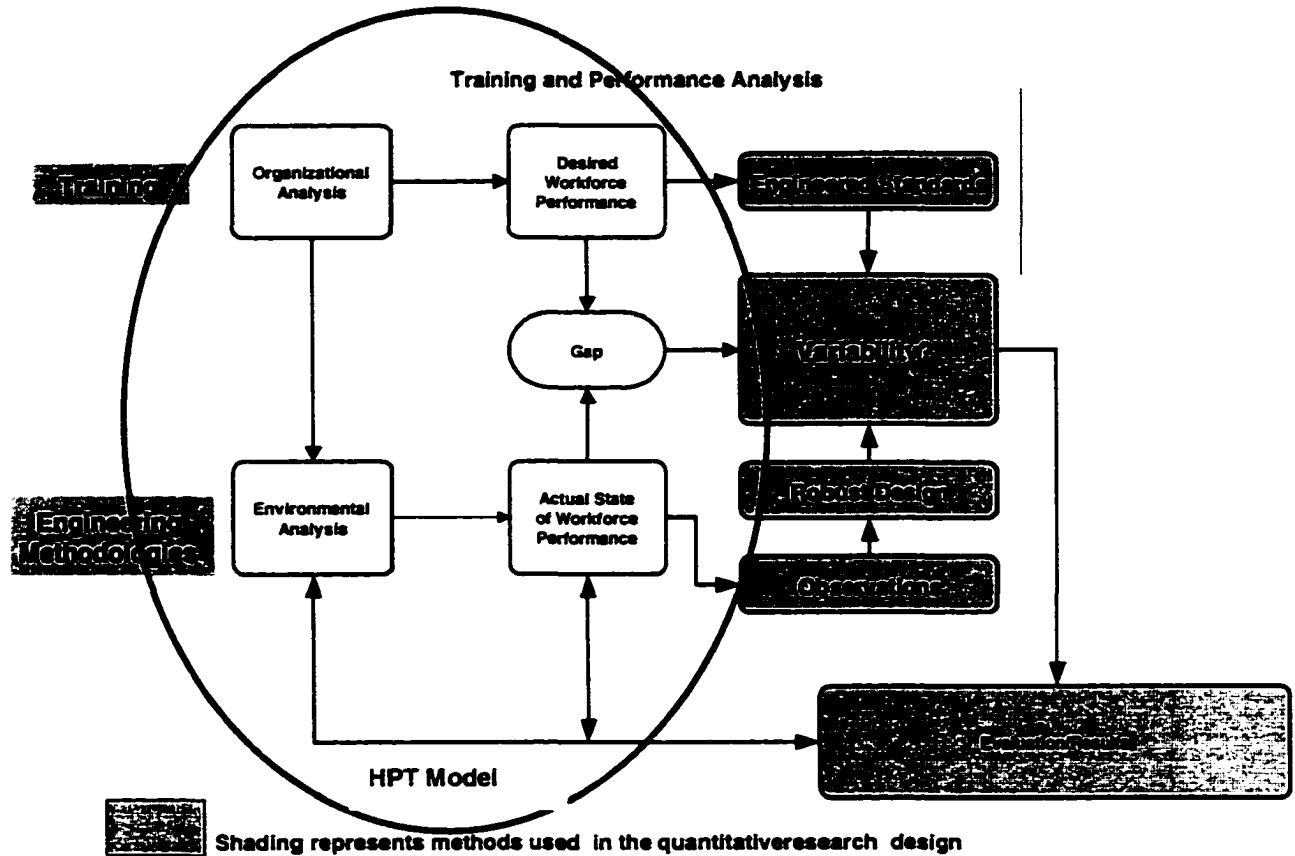 Training and Performance Analysis
Training
Organizational
Analysis
Desired
Workforce
Performance
Engineered Standards
Gap
Variability
Engineering
Methodologies
Environmental
Analysis
Actual State
of Workforce
Performance
Robust Design
Observations
Evaluation
HPT Model
Shading represents methods used in the quantitativeresearch design